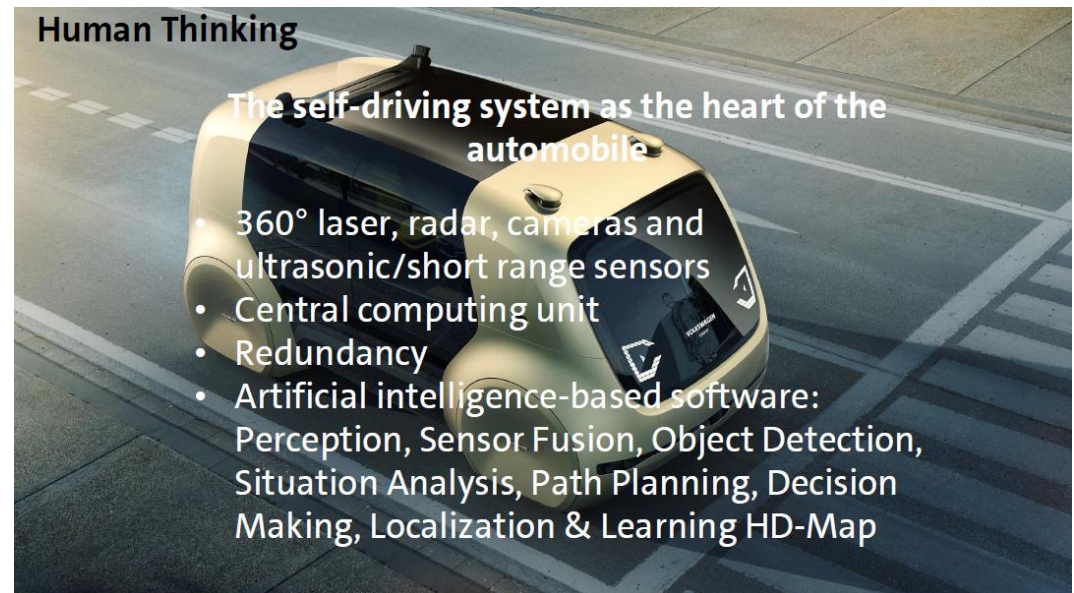 Human Thinking
The self-driving system as the heart of the
automobile
• 360° laser, radar, cameras and
ultrasonic/short range sensors
• Central computing unit
• Redundancy
• Artificial intelligence-based software:
Perception, Sensor Fusion, Object Detection,
Situation Analysis, Path Planning, Decision
Making, Localization & Learning HD-Map
VOLKSWAGEN